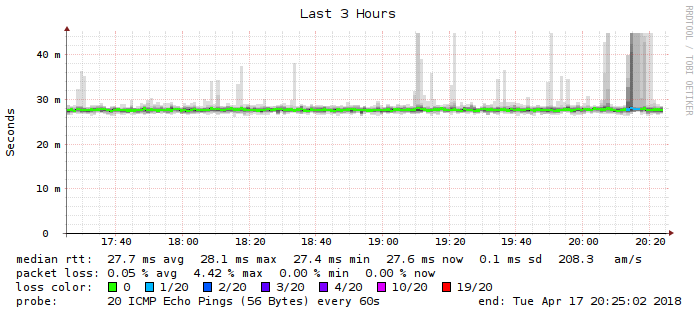 Last 3 Hours
RRDTOOL / TOBI OETIKER
Seconds
40 m
30 m
20 m
10 m
0
17:40 18:00 18:20 18:40 19:00 19:20 19:40 20:00 20:20
median rtt: 27.7 ms avg 28.1 ms max 27.4 ms min 27.6 ms now 0.1 ms sd 208.3 am/s
packet loss: 0.05 % avg 4.42 % max 0.00 % min 0.00 % now
loss color: 0 1/20 2/20 3/20 4/20 10/20 19/20
probe: 20 ICMP Echo Pings (56 Bytes) every 60s end: Tue Apr 17 20:25:02 2018